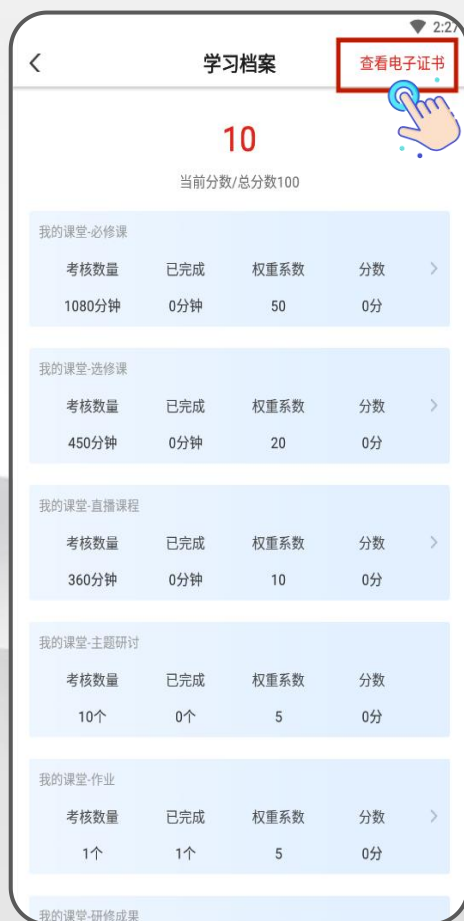 2:27
学习档案 查看电子证书
10
当前分数/总分数100
我的课堂-必修课
考核数量 已完成 权重系数 分数
1080分钟 0分钟 50 0分
我的课堂-选修课
考核数量 已完成 权重系数 分数
450分钟 0分钟 20 0分
我的课堂-直播课程
考核数量 已完成 权重系数 分数
360分钟 0分钟 10 0分
我的课堂-主题研讨
考核数量 已完成 权重系数 分数
10个 0个 5 0分
我的课堂-作业
考核数量 已完成 权重系数 分数
1个 1个 5 0分
我的课堂-研修成果